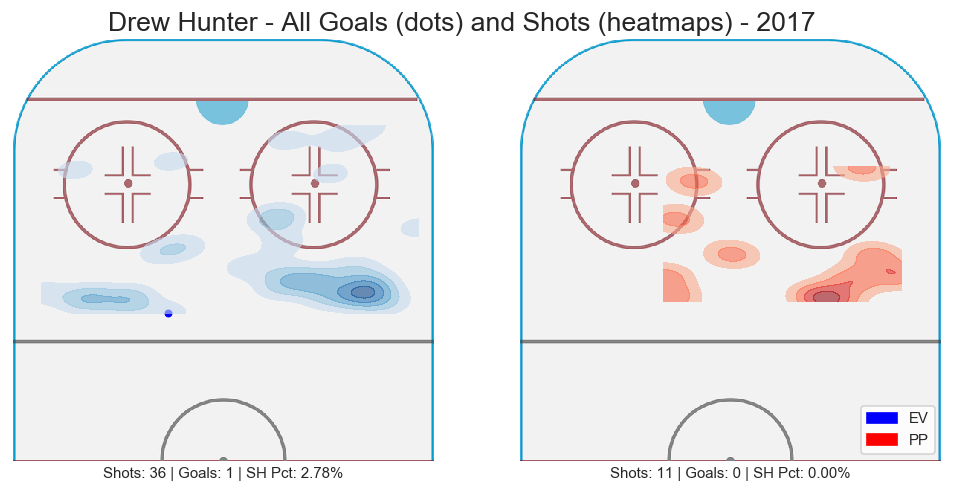 Drew Hunter - All Goals (dots) and Shots (heatmaps) - 2017
EV
PP
Shots: 36 | Goals: 1 | SH Pct: 2.78%
Shots: 11 | Goals: 0 | SH Pct: 0.00%